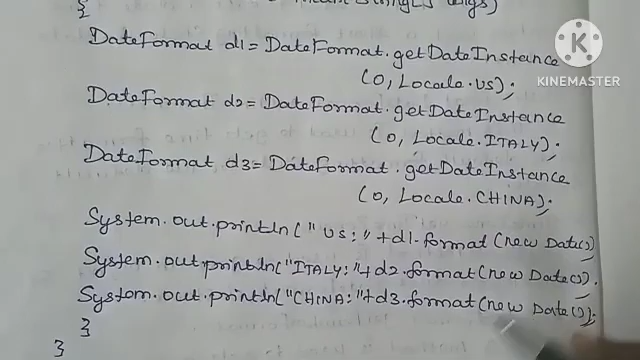 {
DateFormat d1 = DateFormat.getDateInstance
(0, Locale.US);
DateFormat d2 = DateFormat.getDateInstance
(0, Locale.ITALY);
DateFormat d3 = DateFormat.getDateInstance
(0, Locale.CHINA);
System.out.println(" US:"+d1.format(new Date())
System.out.println("ITALY:"+d2.format(new Date()).
System.out.println("CHINA:"+d3.format(new Date());
}
}
KINEMASTER